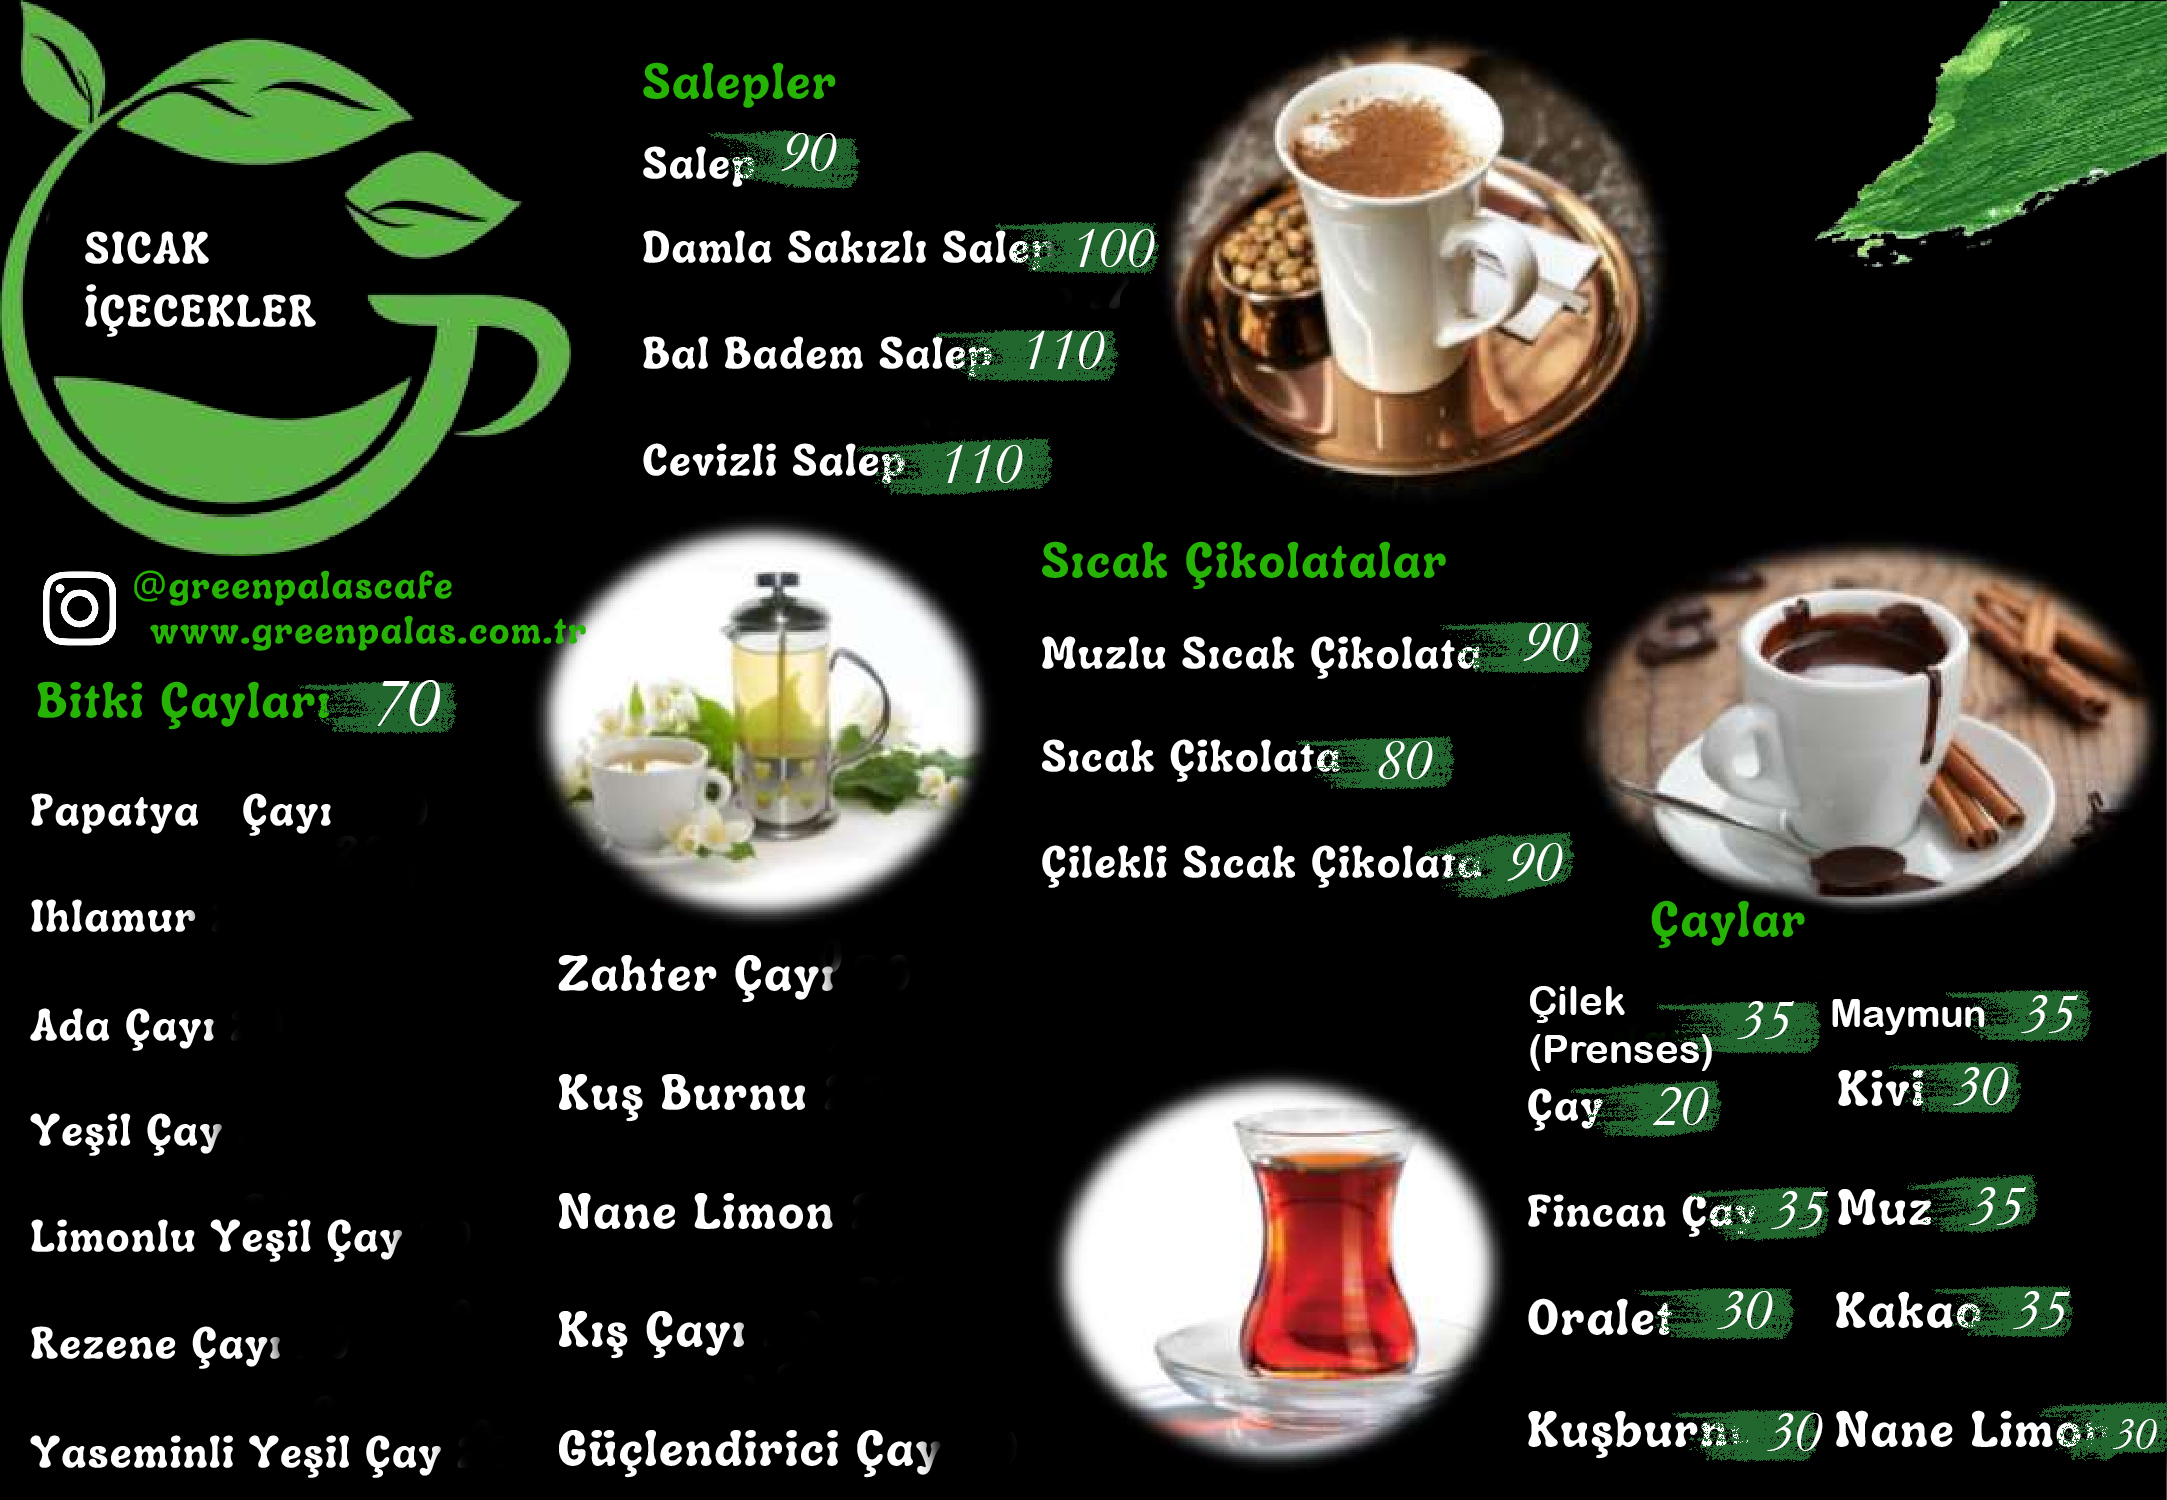 SICAK
İÇECEKLER
@greenpalascafe
www.greenpalas.com.tr
Salepler
Salep 90
Damla Sakızlı Salep 100
Bal Badem Salep 110
Cevizli Salep 110
Sıcak Çikolatalar
Muzlu Sıcak Çikolata 90
Sıcak Çikolata 80
Çilekli Sıcak Çikolata 90
Bitki Çayları 70
Papatya Çayı
Ihlamur
Ada Çayı
Yeşil Çay
Limonlu Yeşil Çay
Rezene Çayı
Yaseminli Yeşil Çay
Zahter Çayı
Kuş Burnu
Nane Limon
Kış Çayı
Güçlendirici Çay
Çaylar
Çilek
(Prenses) 35
Çay 20
Fincan Çay 35
Oralet 30
Kuşburnu 30
Maymun 35
Kivi 30
Muz 35
Kakao 35
Nane Limon 30